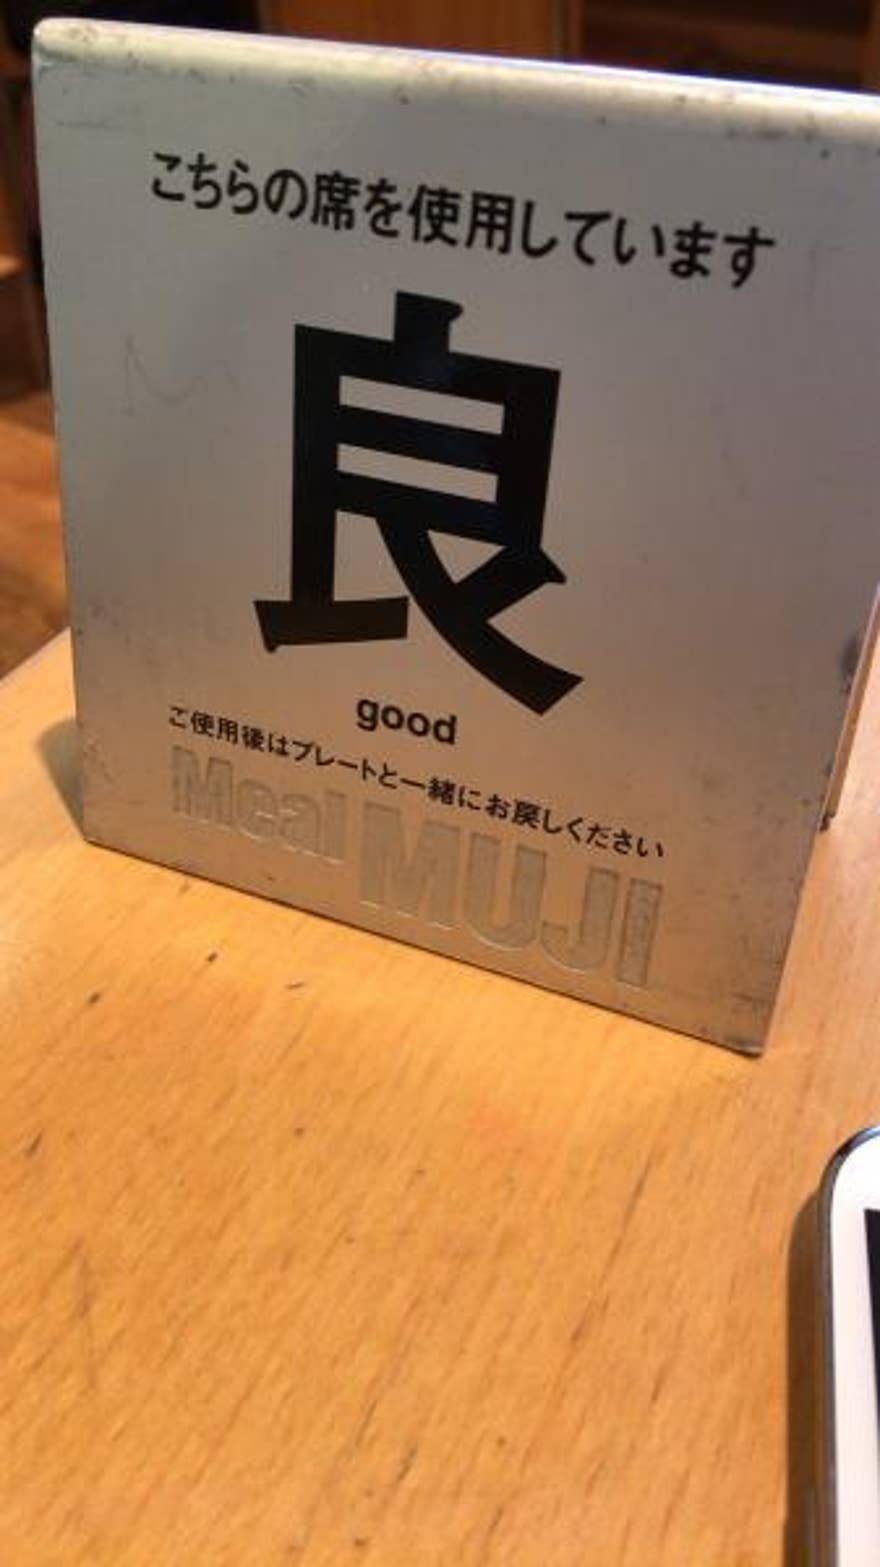 こちらの席を使用しています
良
good
ご使用後はプレートと一緒にお戻しください
Meal MUJI